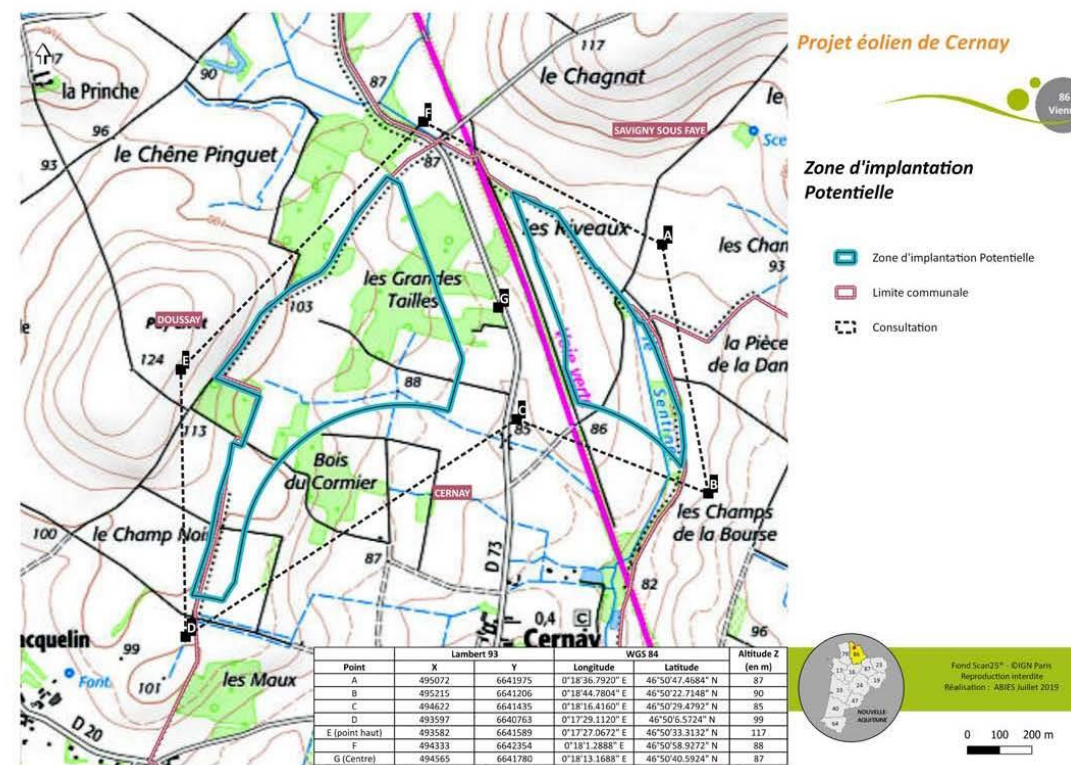 Projet éolien de Cernay
86
Vienn
Zone d'implantation
Potentielle
Zone d'implantation Potentielle
Limite communale
Consultation
117
le Chagnat
la Prinche
90
87
F
SAVIGNY SOUS FAYE
96
93
le Chêne Pinguet
87
les Riveaux
A
les Cham
93
les Grandes
Tailles
G
103
DOUSSAY
E
124
la Pièce
de la Dan
Voie vert
88
C
85
86
113
Bois
du Cormier
CERNAY
B
les Champs
de la Bourse
100
le Champ Noi
87
D 73
82
D
acquelin
99
0,4
C
Cernay
96
Font
101
les Maux
D 20
Point Lambert 93 WGS 84 Altitude Z
(en m)
X Y Longitude Latitude
A 495072 6641975 0°18'36.7920" E 46°50'47.4684" N 87
B 495215 6641206 0°18'44.7804" E 46°50'22.7148" N 90
C 494622 6641435 0°18'16.4160" E 46°50'29.4792" N 85
D 493597 6640763 0°17'29.1120" E 46°50'6.5724" N 99
E (point haut) 493582 6641589 0°17'27.0672" E 46°50'33.3132" N 117
F 494333 6642354 0°18'1.2888" E 46°50'58.9272" N 88
G (Centre) 494565 6641780 0°18'13.1688" E 46°50'40.5924" N 87
NOUVELLE-
AQUITAINE
Fond Scan25® - ©IGN Paris
Reproduction interdite
Réalisation : ABIES Juillet 2019
0 100 200 m